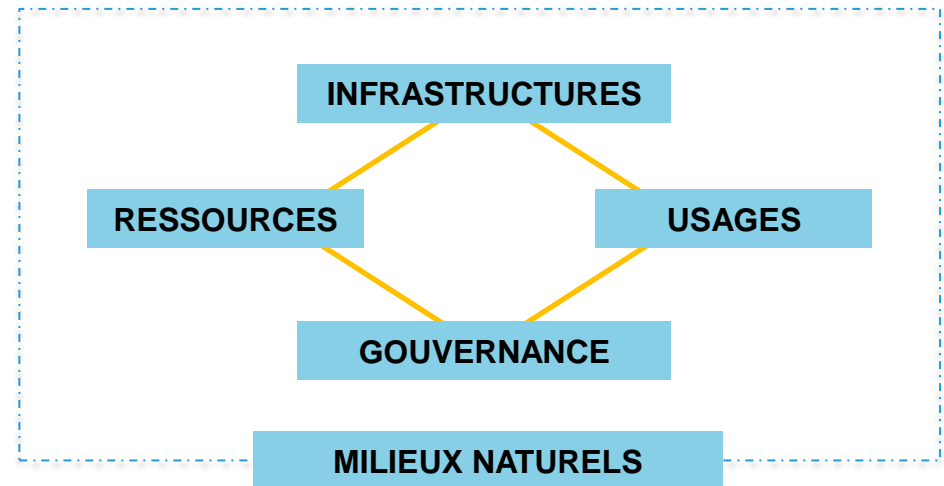 INFRASTRUCTURES
RESSOURCES
USAGES
GOUVERNANCE
MILIEUX NATURELS